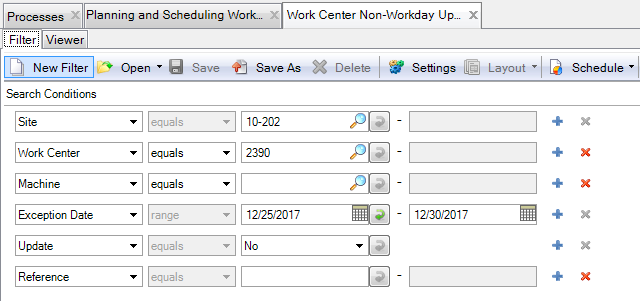 Processes Planning and Scheduling Work... Work Center Non-Workday Up...
Filter Viewer
New Filter Open Save Save As Delete Settings Layout Schedule
Search Conditions
Site equals 10-202 -
Work Center equals 2390 -
Machine equals -
Exception Date range 12/25/2017 - 12/30/2017
Update equals No
Reference equals -